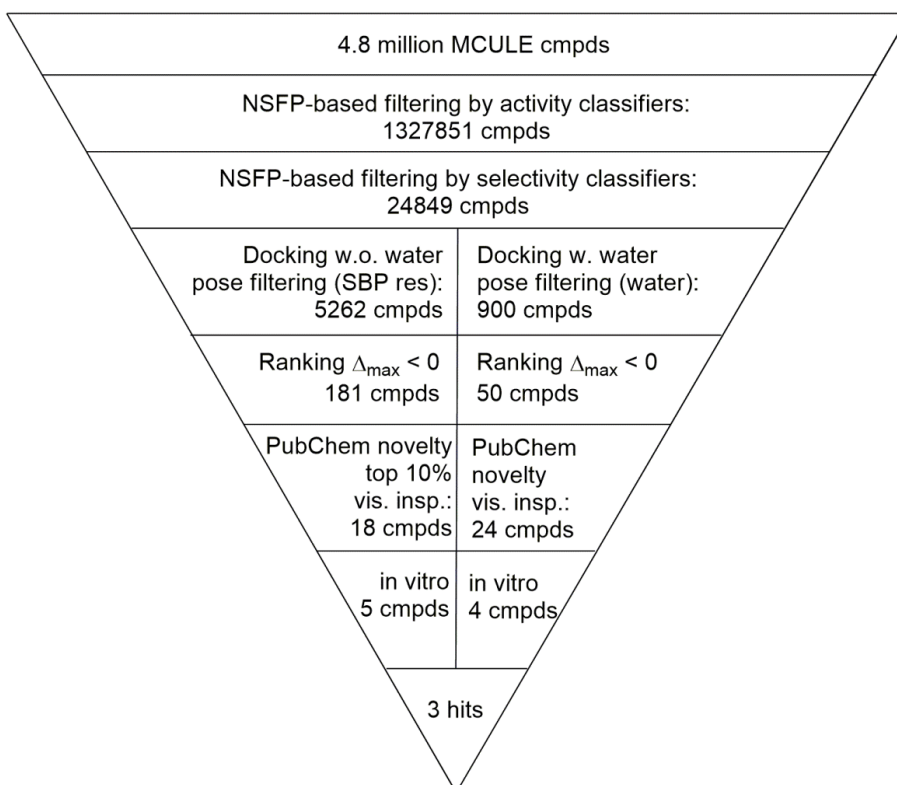 4.8 million MCULE cmpds
NSFP-based filtering by activity classifiers:
1327851 cmpds
NSFP-based filtering by selectivity classifiers:
24849 cmpds
Docking w.o. water
pose filtering (SBP res):
5262 cmpds
Docking w. water
pose filtering (water):
900 cmpds
Ranking Δmax < 0
181 cmpds
Ranking Δmax < 0
50 cmpds
PubChem novelty
top 10%
vis. insp.:
18 cmpds
PubChem
novelty
vis. insp.:
24 cmpds
in vitro
5 cmpds
in vitro
4 cmpds
3 hits